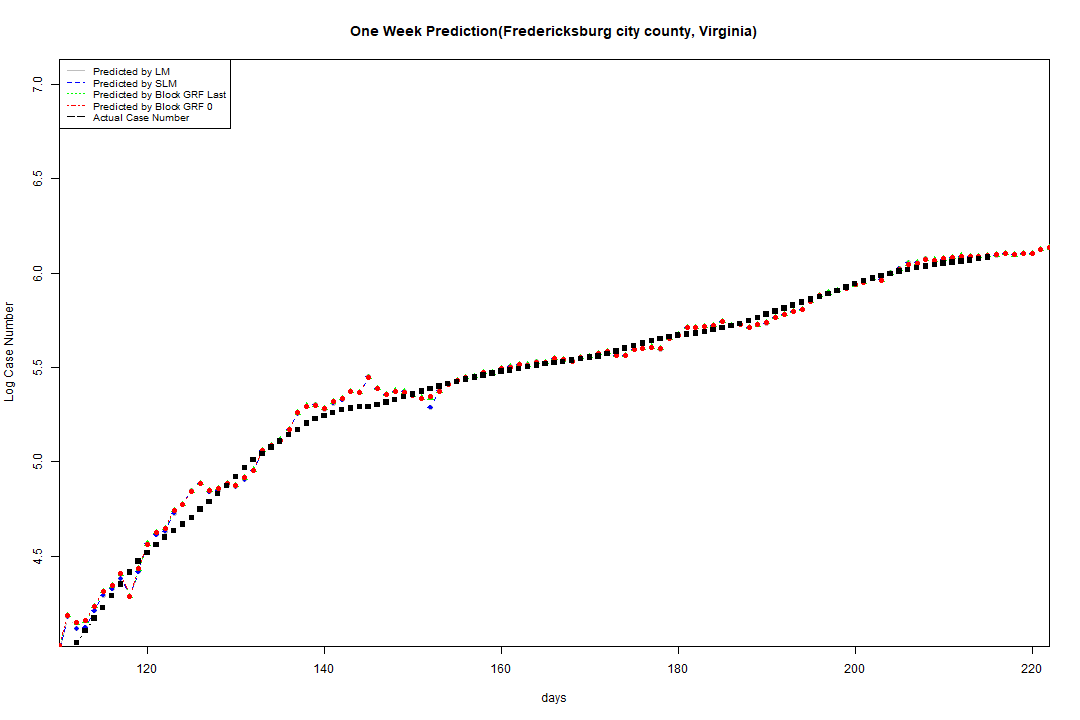 One Week Prediction(Fredericksburg city county, Virginia)
Predicted by LM
Predicted by SLM
Predicted by Block GRF Last
Predicted by Block GRF 0
Actual Case Number
7.0
6.5
6.0
5.5
5.0
4.5
Log Case Number
120 140 160 180 200 220
days